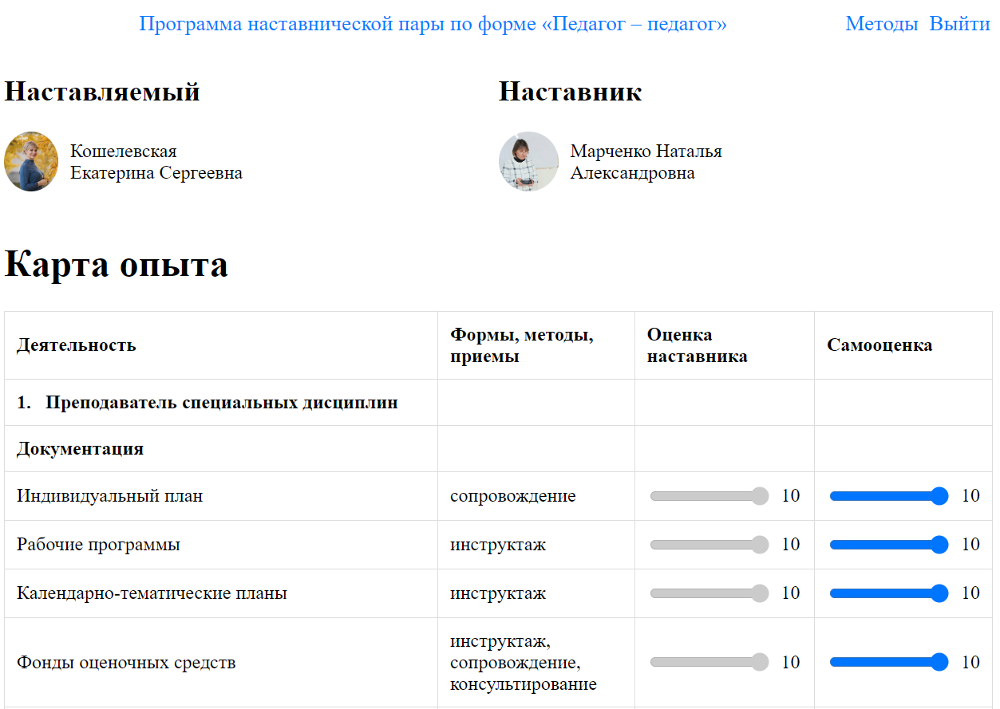 Программа наставнической пары по форме «Педагог – педагог» Методы Выйти
Наставляемый
Кошелевская
Екатерина Сергеевна
Наставник
Марченко Наталья
Александровна
Карта опыта
Деятельность
Формы, методы,
приемы
Оценка
наставника
Самооценка
1. Преподаватель специальных дисциплин
Документация
Индивидуальный план сопровождение 10 10
Рабочие программы инструктаж 10 10
Календарно-тематические планы инструктаж 10 10
Фонды оценочных средств
инструктаж,
сопровождение,
консультирование
10 10